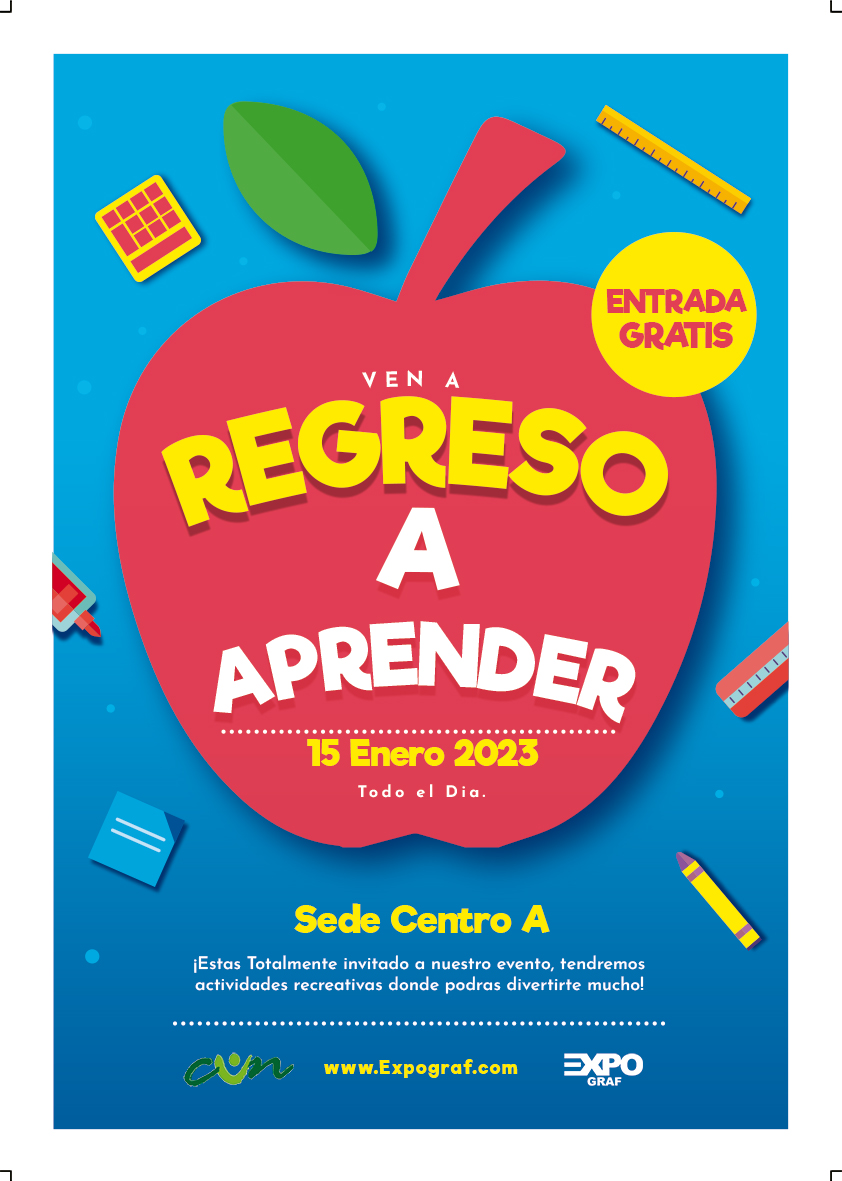 ENTRADA
GRATIS
VEN A
REGRESO
A
APRENDER
15 Enero 2023
Todo el Dia.
Sede Centro A
¡Estas Totalmente invitado a nuestro evento, tendremos
actividades recreativas donde podras divertirte mucho!
cun
www.Expograf.com
EXPO
GRAF